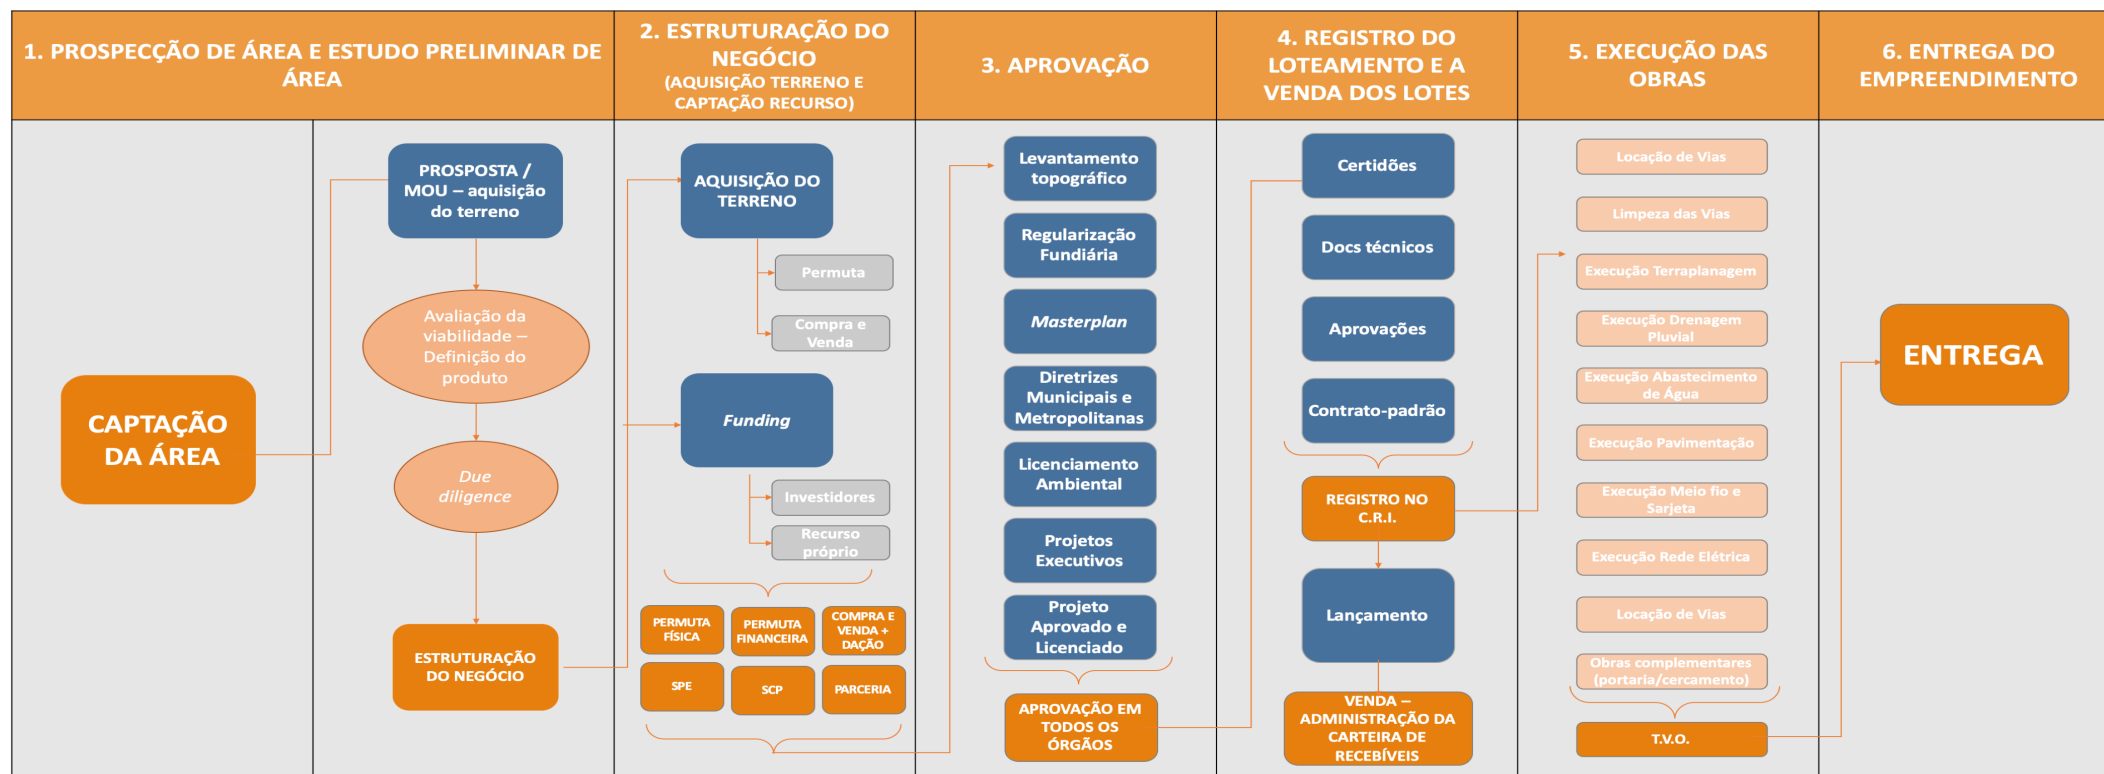 1. PROSPECÇÃO DE ÁREA E ESTUDO PRELIMINAR DE
ÁREA
2. ESTRUTURAÇÃO DO
NEGÓCIO
(AQUISIÇÃO TERRENO E
CAPTAÇÃO RECURSO)
3. APROVAÇÃO
4. REGISTRO DO
LOTEAMENTO E A
VENDA DOS LOTES
5. EXECUÇÃO DAS
OBRAS
6. ENTREGA DO
EMPREENDIMENTO
CAPTAÇÃO
DA ÁREA
PROSPOSTA /
MOU – aquisição
do terreno
Avaliação da
viabilidade –
Definição do
produto
Due
diligence
ESTRUTURAÇÃO
DO NEGÓCIO
AQUISIÇÃO DO
TERRENO
Permuta
Compra e
Venda
Funding
Investidores
Recurso
próprio
PERMUTA
FÍSICA
PERMUTA
FINANCEIRA
COMPRA E
VENDA +
DAÇÃO
SPE
SCP
PARCERIA
Levantamento
topográfico
Regularização
Fundiária
Masterplan
Diretrizes
Municipais e
Metropolitanas
Licenciamento
Ambiental
Projetos
Executivos
Projeto
Aprovado e
Licenciado
APROVAÇÃO EM
TODOS OS
ÓRGÃOS
Certidões
Docs técnicos
Aprovações
Contrato-padrão
REGISTRO NO
C.R.I.
Lançamento
VENDA –
ADMINISTRAÇÃO DA
CARTEIRA DE
RECEBÍVEIS
Locação de Vias
Limpeza das Vias
Execução Terraplanagem
Execução Drenagem
Pluvial
Execução Abastecimento
de Água
Execução Pavimentação
Execução Meio fio e
Sarjeta
Execução Rede Elétrica
Locação de Vias
Obras complementares
(portaria/cercamento)
T.V.O.
ENTREGA